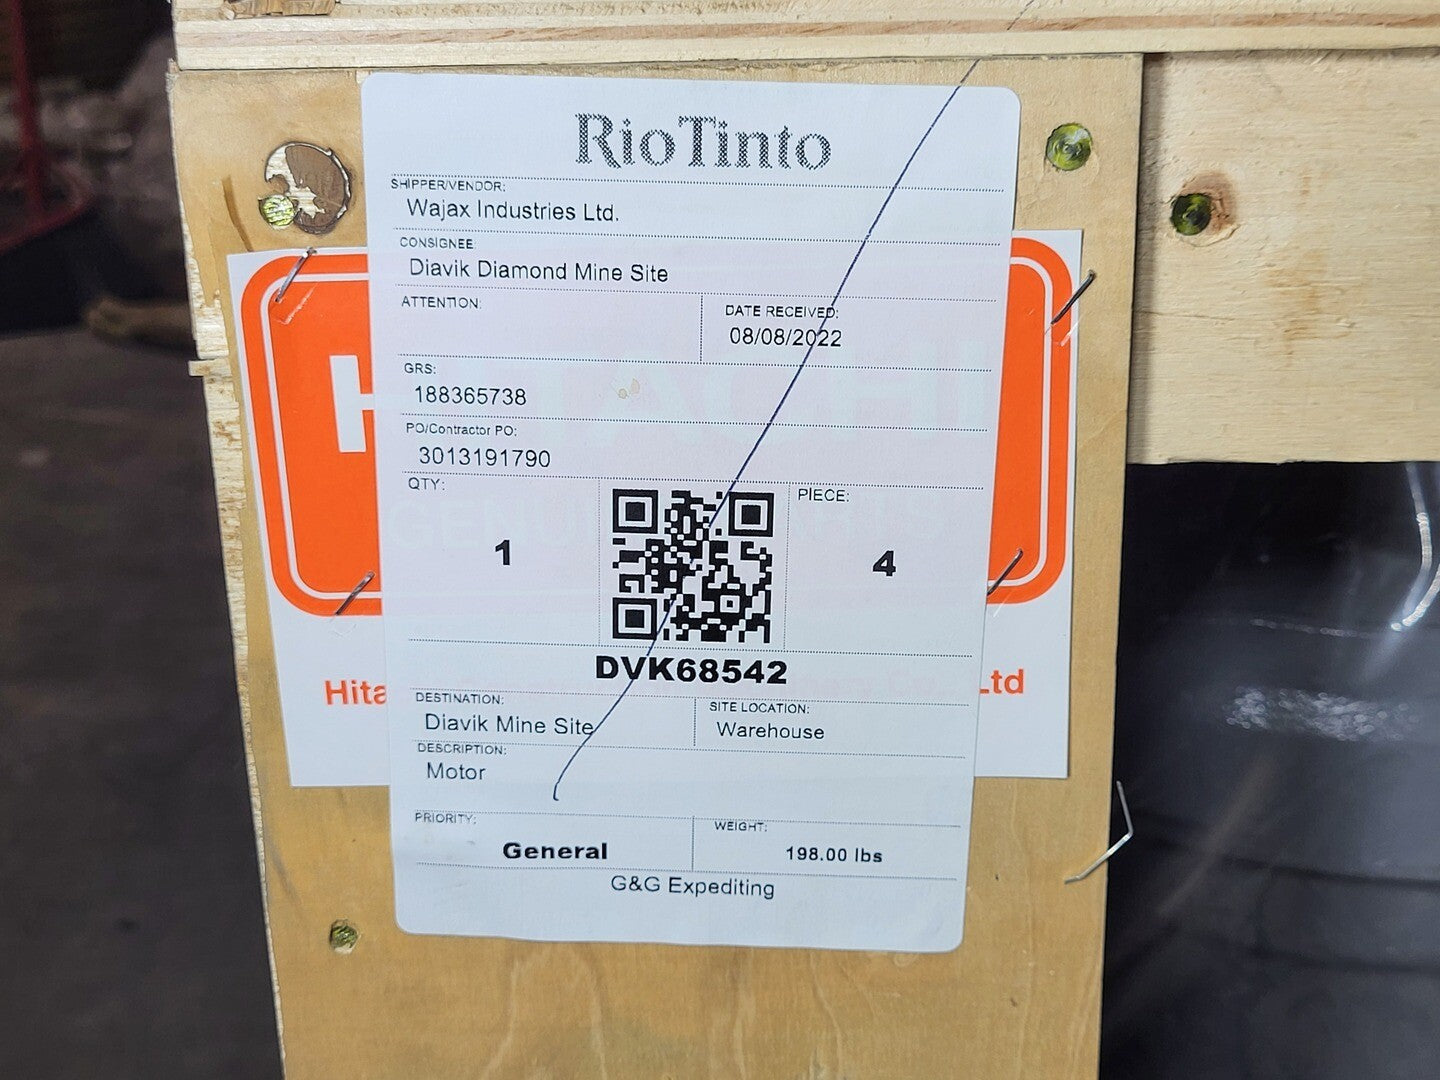 RioTinto
SHIPPER/VENDOR:
Wajax Industries Ltd.
CONSIGNEE:
Diavik Diamond Mine Site
ATTENTION:
DATE RECEIVED:
08/08/2022
GRS:
188365738
PO/Contractor PO:
3013191790
QTY:
1
PIECE:
4
DVK68542
DESTINATION:
Diavik Mine Site
SITE LOCATION:
Warehouse
DESCRIPTION:
Motor
PRIORITY:
General
WEIGHT:
198.00 lbs
G&G Expediting
H
Hita
Ltd